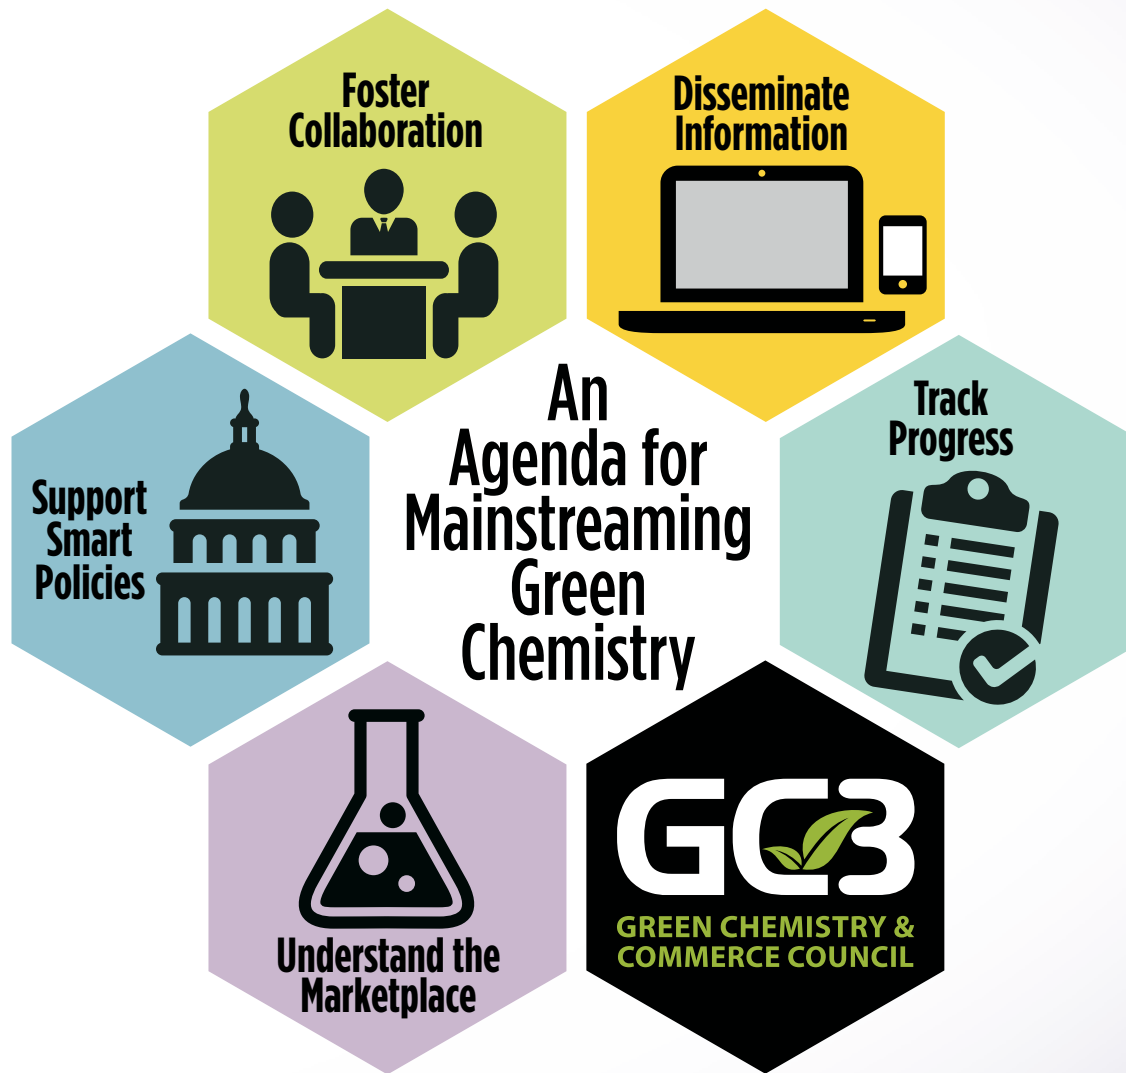 Foster
Collaboration
Disseminate
Information
Support
Smart
Policies
An
Agenda for
Mainstreaming
Green
Chemistry
Track
Progress
Understand the
Marketplace
GC3
GREEN CHEMISTRY &
COMMERCE COUNCIL